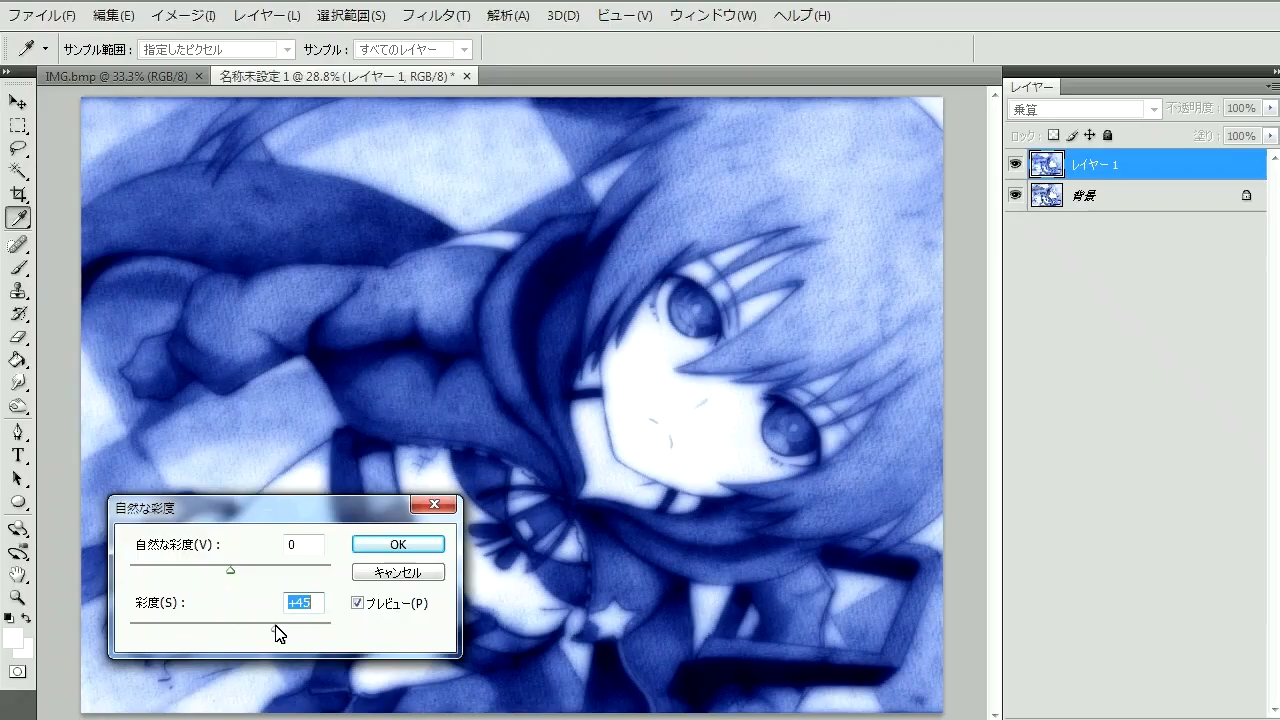 ファイル(F) 編集(E) イメージ(I) レイヤー(L) 選択範囲(S) フィルタ(T) 解析(A) 3D(D) ビュー(V) ウィンドウ(W) ヘルプ(H)
サンプル範囲: 指定したピクセル サンプル: すべてのレイヤー
IMG.bmp @ 33.3% (RGB/8) × 名称未設定 1 @ 28.8% (レイヤー 1, RGB/8) * ×
レイヤー
乗算 不透明度: 100%
ロック: 塗り: 100%
レイヤー 1
背景
自然な彩度
自然な彩度(V): 0 OK
キャンセル
彩度(S): +45 プレビュー(P)